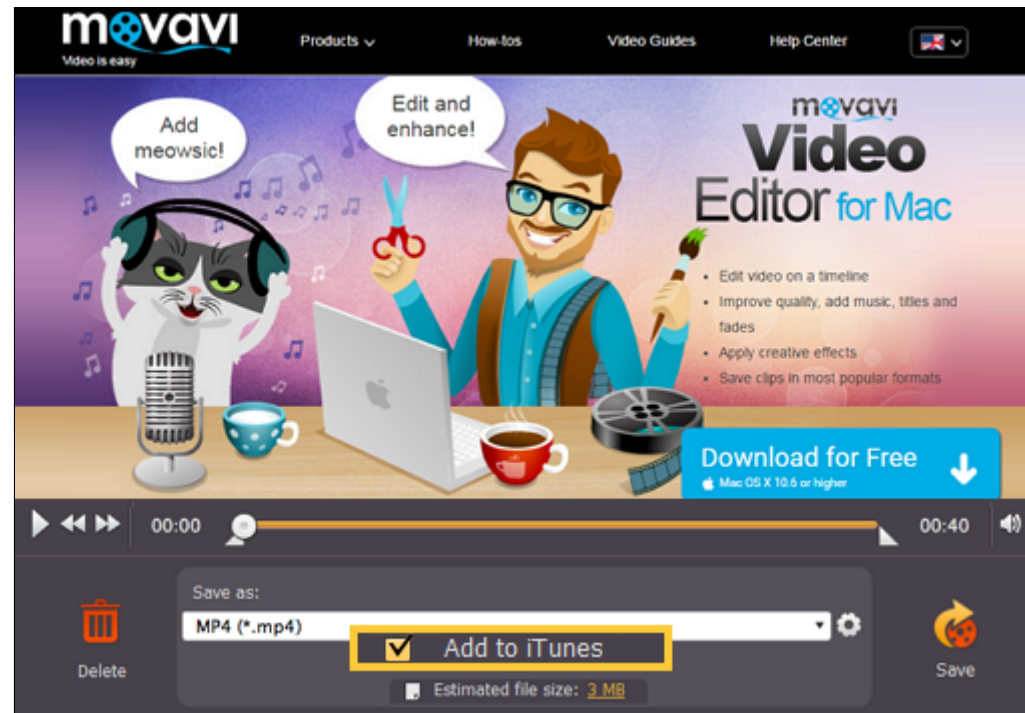 movavi
Video is easy
Products
How-tos
Video Guides
Help Center
Add
meowsic!
Edit and
enhance!
movavi
Video
Editor for Mac
• Edit video on a timeline
• Improve quality, add music, titles and
fades
• Apply creative effects
• Save clips in most popular formats
Download for Free
Mac OS X 10.6 or higher
00:00
00:40
Save as:
MP4 (*.mp4)
Add to iTunes
Delete
Save
Estimated file size: 3 MB